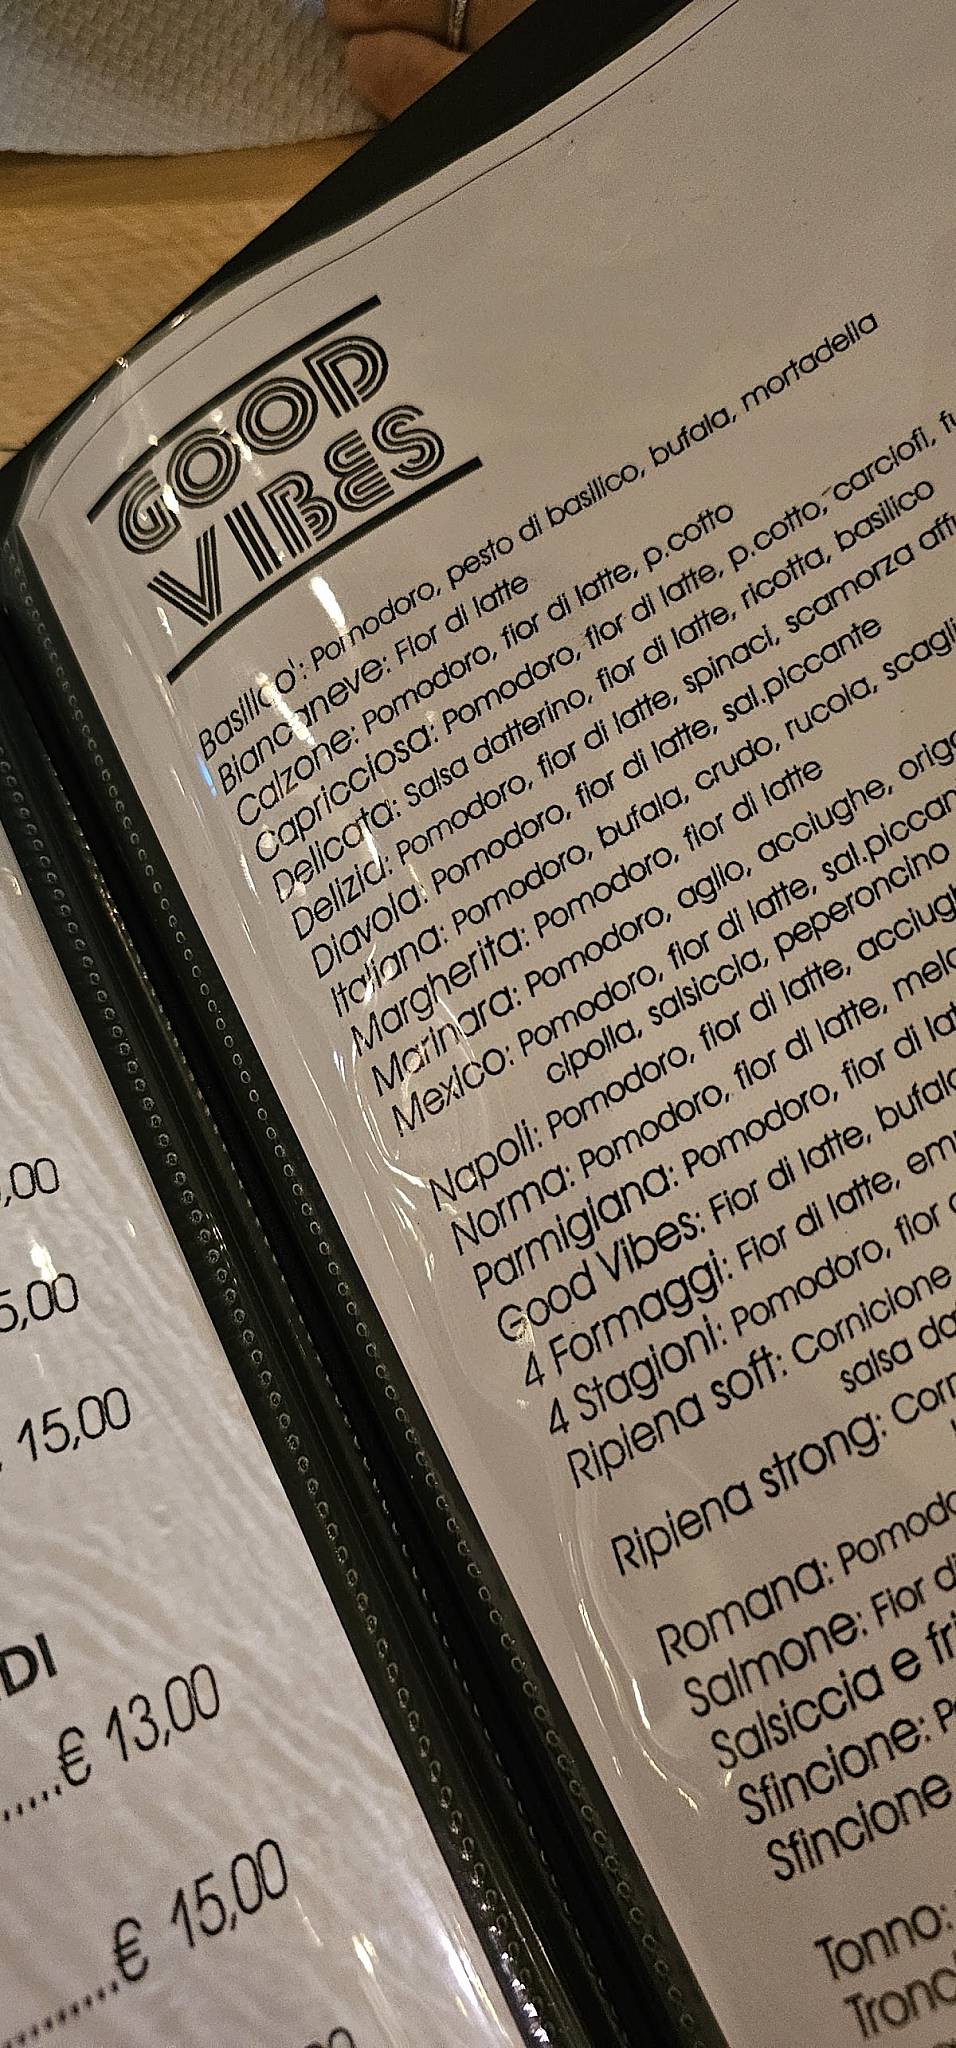 GOOD
VIBES
Basilico': Pomodoro, pesto di basilico, bufala, mortadella
Biancaneve: Fior di latte
Calzone: Pomodoro, fior di latte, p.cotto
Capricciosa: Pomodoro, fior di latte, p.cotto, carciofi,
Delicata: Salsa datterino, fior di latte, ricotta, basilico
Delizia: Pomodoro, fior di latte, spinaci, scamorza
Diavola: Pomodoro, fior di latte, sal.piccante
Italiana: Pomodoro, bufala, crudo, rucola,
Margherita: Pomodoro, fior di latte
Marinara: Pomodoro, aglio, acciughe,
Mexico: Pomodoro, fior di latte,
cipolla, salsiccia, peperoncino
Napoli: Pomodoro, fior di latte,
Norma: Pomodoro, fior di latte,
Parmigiana: Pomodoro, fior di
Good Vibes: Fior di latte,
4 Formaggi: Fior di latte,
4 Stagioni: Pomodoro, fior
Ripiena soft: Cornicione
salsa
Ripiena strong:
Romana:
Salmone: Fior
Salsiccia e
Sfincione:
Sfincione
Tonno:
,00
5,00
15,00
DI
€ 13,00
€ 15,00